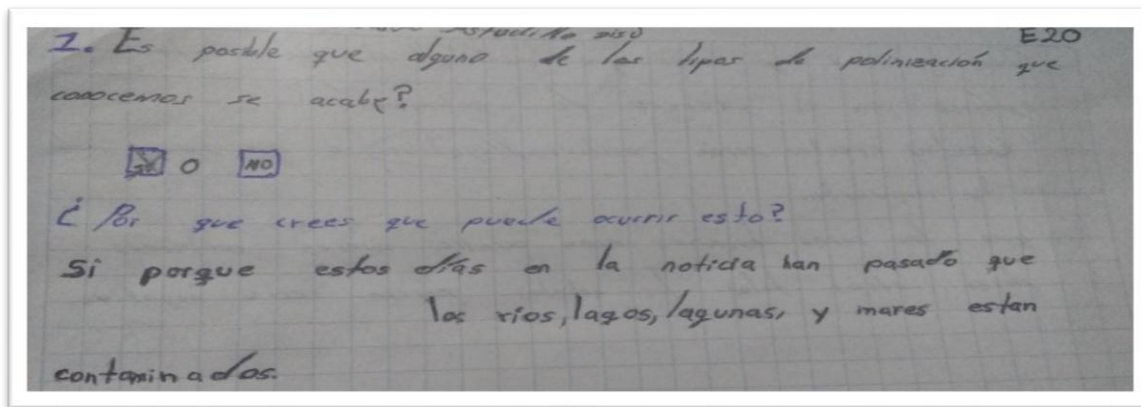 E20
1. Es posible que alguno de los tipos de polinización que
conocemos se acabe?
SI O NO
¿Por que crees que puede ocurrir esto?
Si porque estos días en la noticia han pasado que
los rios, lagos, lagunas, y mares estan
contaminados.